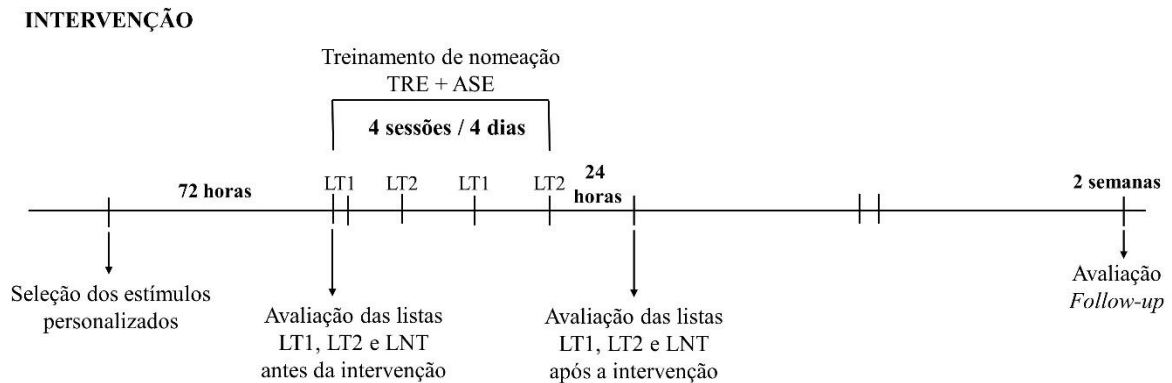 INTERVENÇÃO
Treinamento de nomeação
TRE + ASE
4 sessões / 4 dias
72 horas
LT1
LT2
LT1
LT2
24
horas
2 semanas
Seleção dos estímulos
personalizados
Avaliação das listas
LT1, LT2 e LNT
antes da intervenção
Avaliação das listas
LT1, LT2 e LNT
após a intervenção
Avaliação
Follow-up